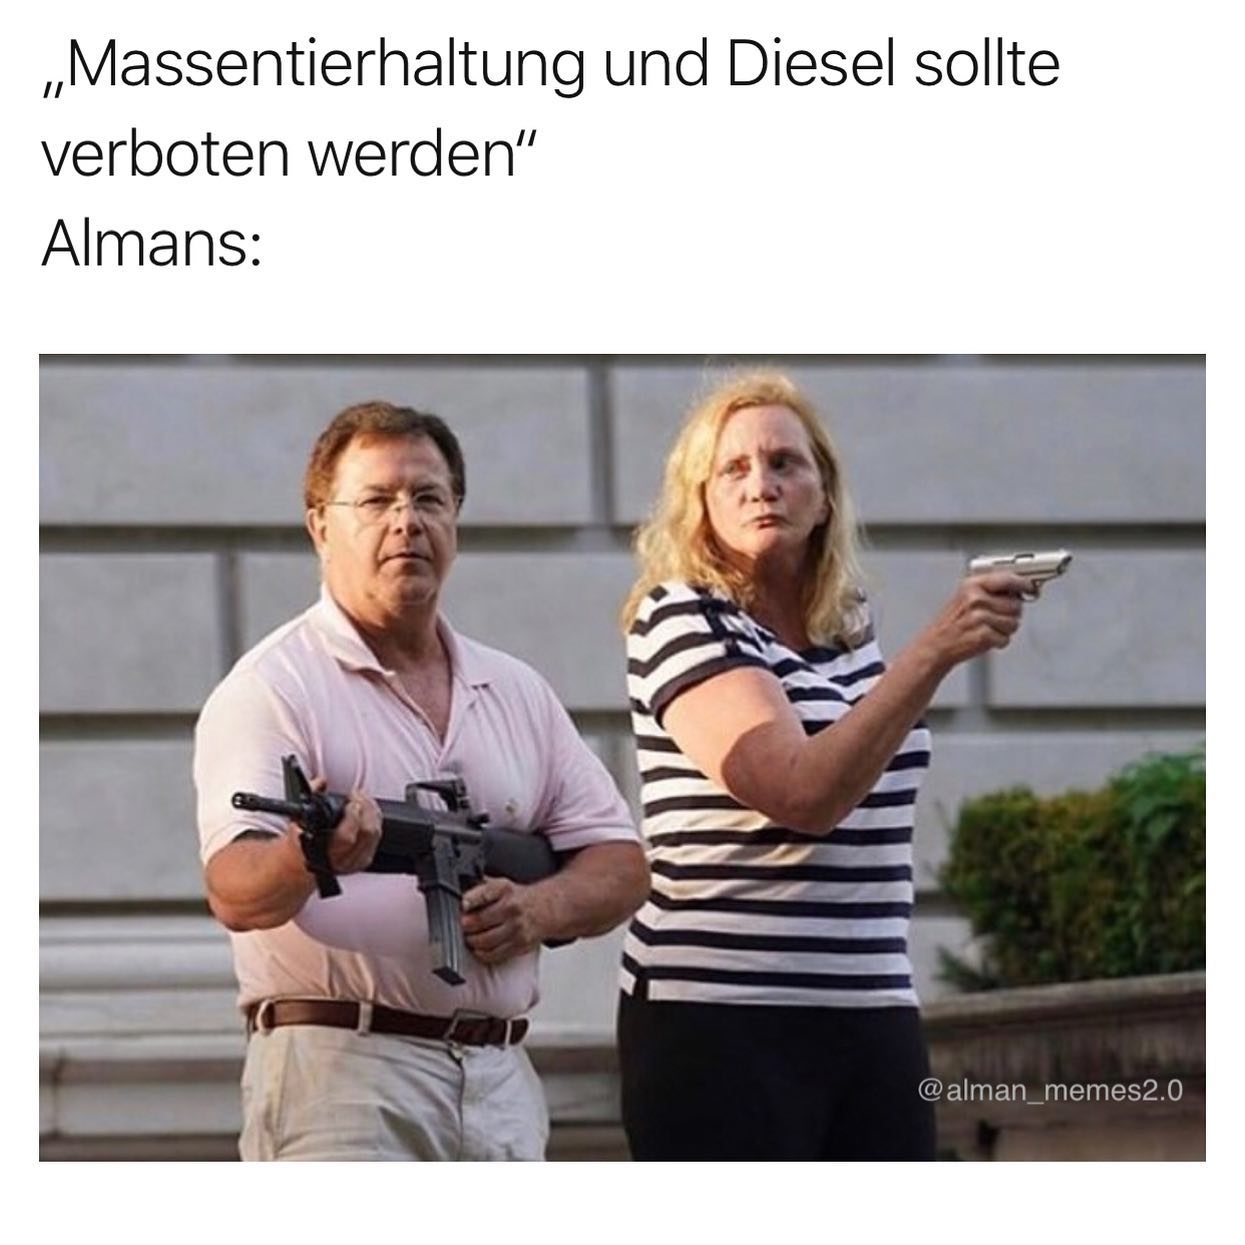 „Massentierhaltung und Diesel sollte
verboten werden“
Almans:
@alman_memes2.0